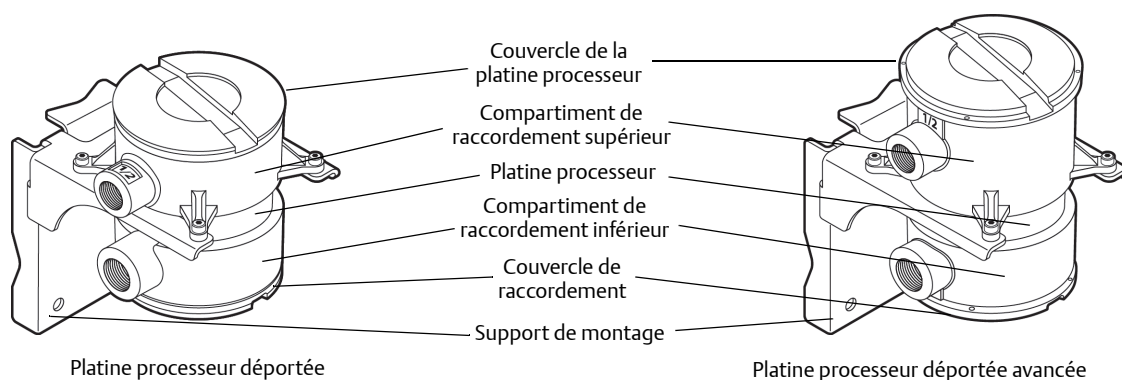 Couvercle de la
platine processeur
Compartiment de
raccordement supérieur
Platine processeur
Compartiment de
raccordement inférieur
Couvercle de
raccordement
Support de montage
1/2
1/2
Platine processeur déportée
Platine processeur déportée avancée